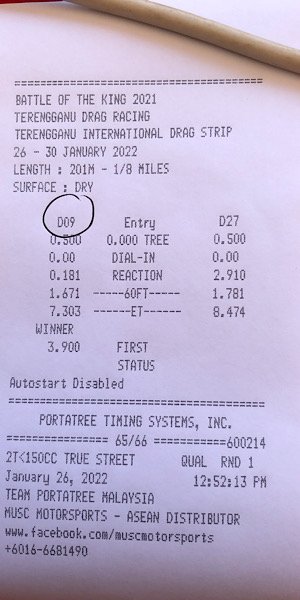 ==========================================
BATTLE OF THE KING 2021
TERENGGANU DRAG RACING
TERENGGANU INTERNATIONAL DRAG STRIP
26 - 30 JANUARY 2022
LENGTH : 201M - 1/8 MILES
SURFACE : DRY
D09 Entry D27
0.500 0.000 TREE 0.500
0.00 DIAL-IN 0.00
0.181 REACTION 2.910
1.671 -----60FT----- 1.781
7.303 ------ET------ 8.474
WINNER
3.900 FIRST
STATUS
Autostart Disabled
==========================================
PORTATREE TIMING SYSTEMS, INC.
================= 65/66 ===========600214
2T<150CC TRUE STREET QUAL RND 1
January 26, 2022 12:52:13 PM
TEAM PORTATREE MALAYSIA
MUSC MOTORSPORTS - ASEAN DISTRIBUTOR
www.facebook.com/muscmotorsports
+6016-6681490